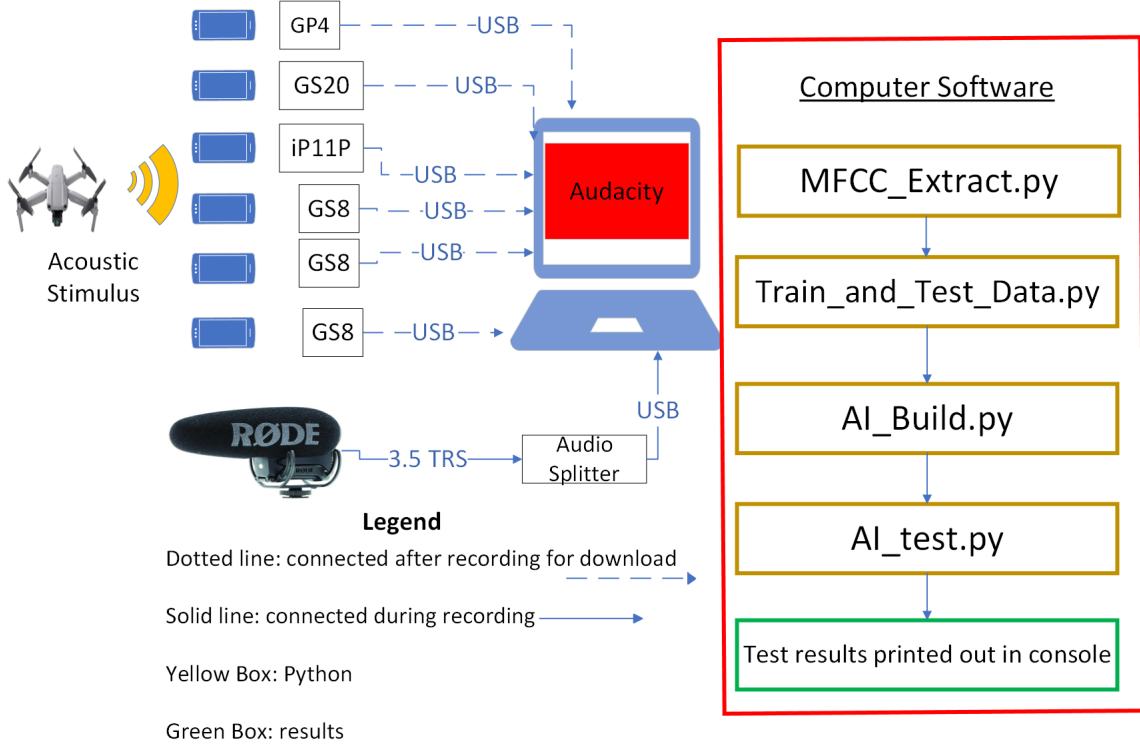 GP4
USB
GS20
USB
iP11P
USB
GS8
USB
GS8
USB
GS8
USB
Acoustic
Stimulus
Audacity
RØDE
3.5 TRS
Audio
Splitter
USB
Computer Software
MFCC_Extract.py
Train_and_Test_Data.py
AI_Build.py
AI_test.py
Test results printed out in console
Legend
Dotted line: connected after recording for download
Solid line: connected during recording
Yellow Box: Python
Green Box: results